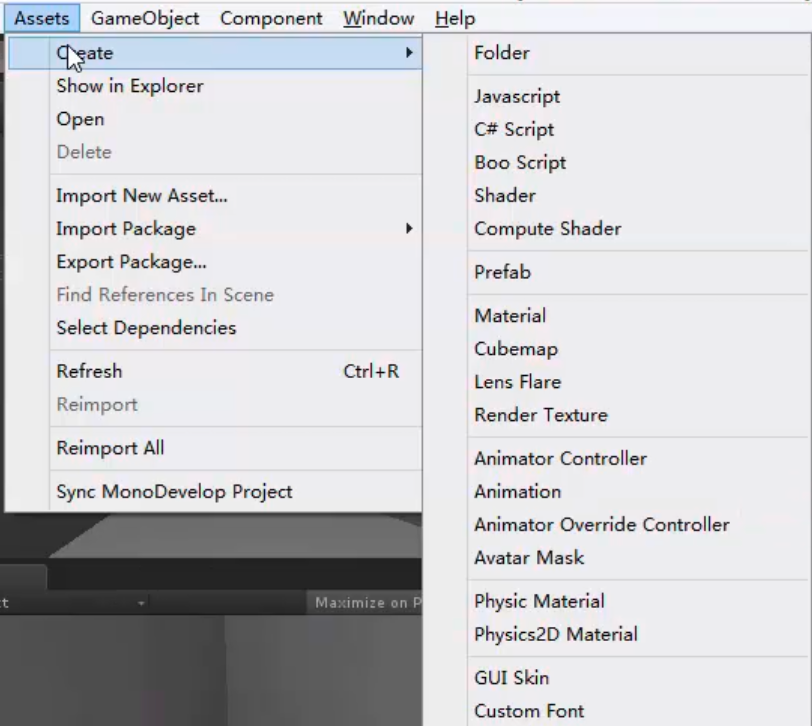 Assets GameObject Component Window Help
Create
Show in Explorer
Open
Delete
Import New Asset...
Import Package
Export Package...
Find References In Scene
Select Dependencies
Refresh Ctrl+R
Reimport
Reimport All
Sync MonoDevelop Project
Folder
Javascript
C# Script
Boo Script
Shader
Compute Shader
Prefab
Material
Cubemap
Lens Flare
Render Texture
Animator Controller
Animation
Animator Override Controller
Avatar Mask
Physic Material
Physics2D Material
GUI Skin
Custom Font
Maximize on P